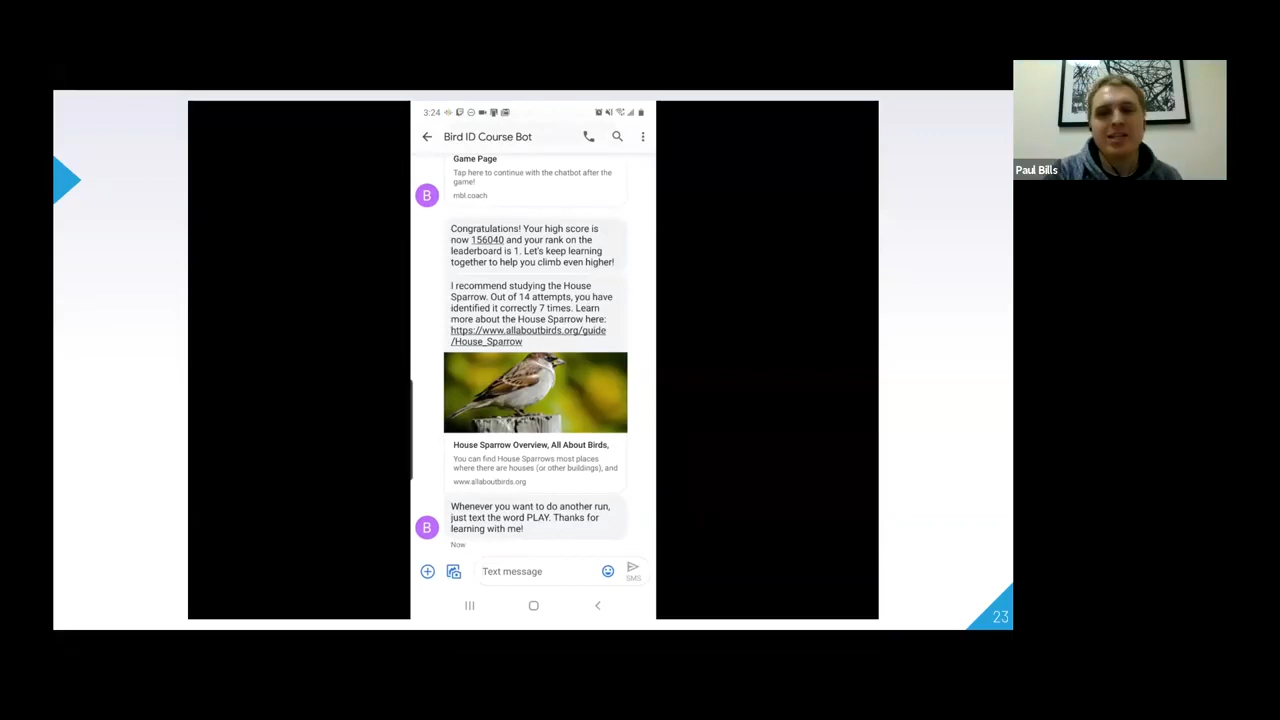 3:24
Bird ID Course Bot
Game Page
Tap here to continue with the chatbot after the
game!
mbl.coach
B
Congratulations! Your high score is
now 156040 and your rank on the
leaderboard is 1. Let's keep learning
together to help you climb even higher!
I recommend studying the House
Sparrow. Out of 14 attempts, you have
identified it correctly 7 times. Learn
more about the House Sparrow here:
https://www.allaboutbirds.org/guide
/House_Sparrow
House Sparrow Overview, All About Birds,
You can find House Sparrows most places
where there are houses (or other buildings), and
www.allaboutbirds.org
Whenever you want to do another run,
just text the word PLAY. Thanks for
learning with me!
B
Now
Text message
SMS
23
Paul Bills